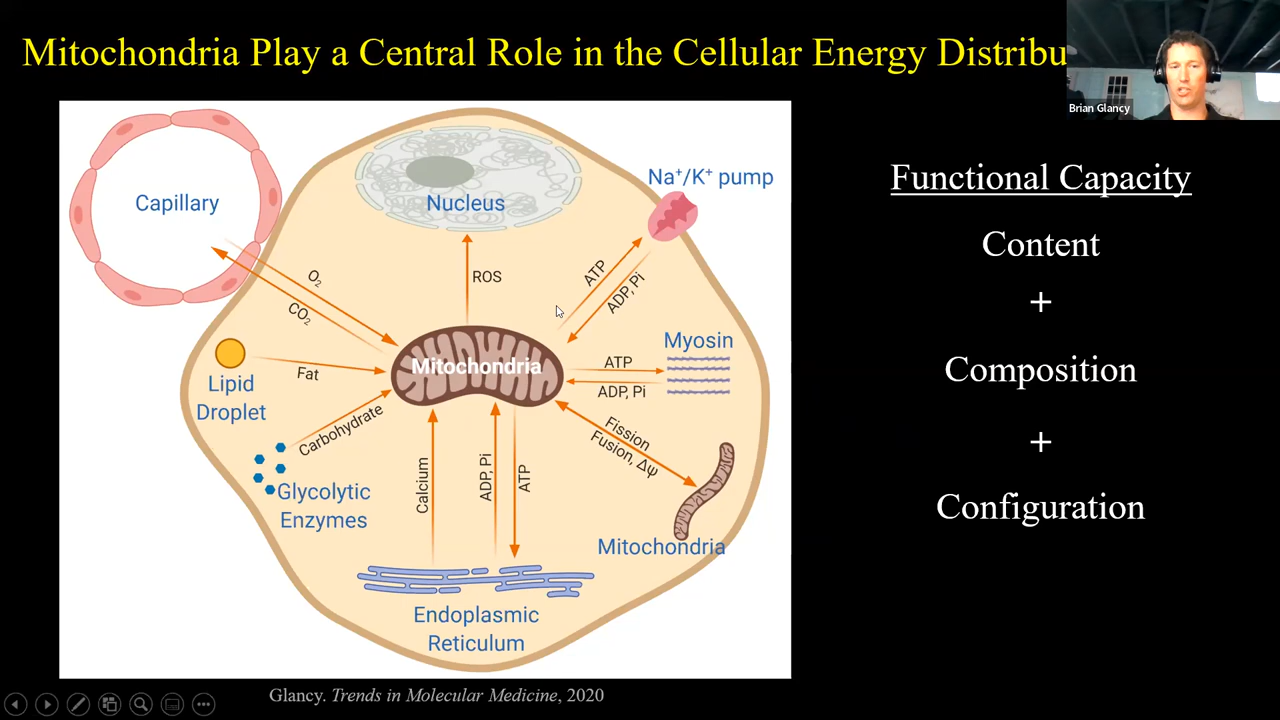 Mitochondria Play a Central Role in the Cellular Energy Distribu
Brian Glancy
Capillary
Nucleus
Na⁺/K⁺ pump
O₂
CO₂
ROS
ATP
ADP, Pi
Mitochondria
Myosin
ATP
ADP, Pi
Lipid
Droplet
Fat
Carbohydrate
Glycolytic
Enzymes
Calcium
ADP, Pi
ATP
Fission
Fusion, Δψ
Mitochondria
Endoplasmic
Reticulum
Functional Capacity
Content
+
Composition
+
Configuration
Glancy. Trends in Molecular Medicine, 2020